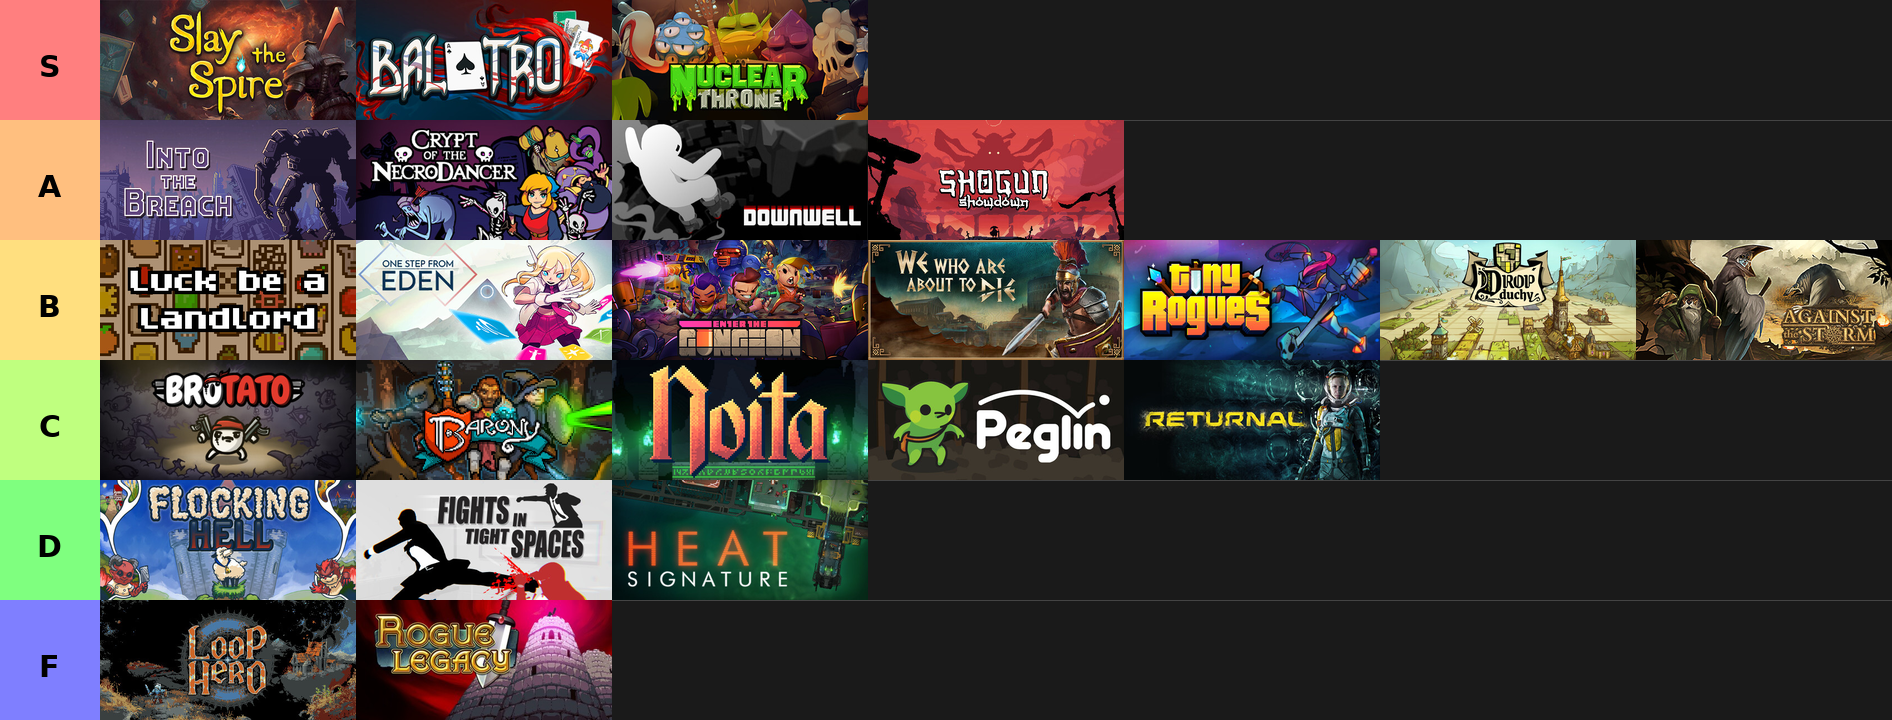 S
Slay
the
Spire
BALATRO
NUCLEAR
THRONE
A
INTO
THE
BREACH
CRYPT
OF THE
NECRODANCER
DOWNWELL
SHOGUN
showdown
B
Luck be a
Landlord
ONE STEP FROM
EDEN
ENTER THE
GUNGEON
WE WHO ARE
ABOUT TO DIE
tiny
Rogues
DROP
duchy
AGAINST
the STORM
C
BROTATO
BARONY
Noita
Peglin
RETURNAL
D
FLOCKING
HELL
FIGHTS IN
TIGHT SPACES
HEAT
SIGNATURE
F
LOOP
HERO
ROGUE
LEGACY